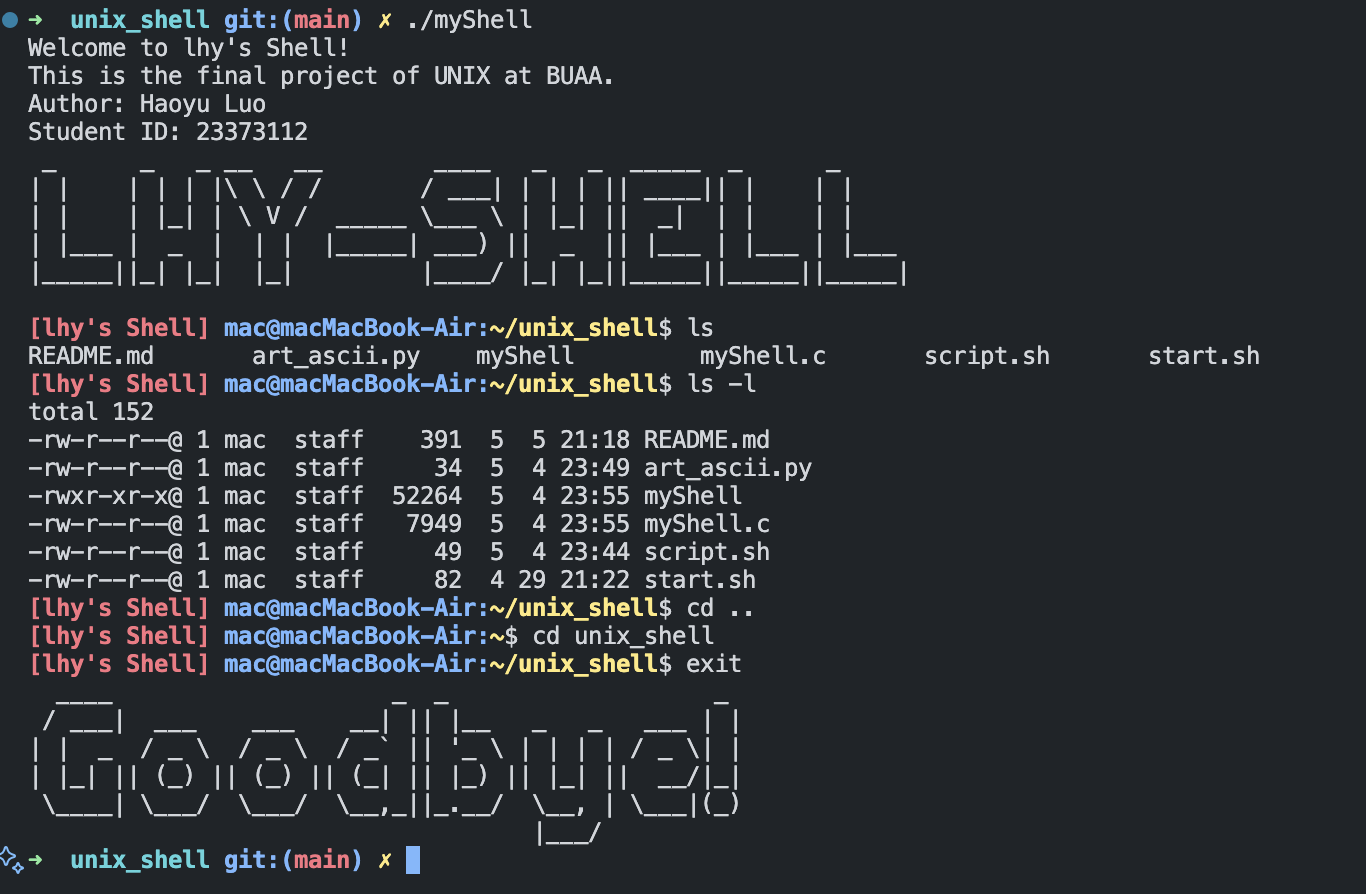 ➜  unix_shell git:(main) ✗ ./myShell
Welcome to lhy's Shell!
This is the final project of UNIX at BUAA.
Author: Haoyu Luo
Student ID: 23373112
LHY-SHELL
[lhy's Shell] mac@macMacBook-Air:~/unix_shell$ ls
README.md       art_ascii.py    myShell         myShell.c       script.sh       start.sh
[lhy's Shell] mac@macMacBook-Air:~/unix_shell$ ls -l
total 152
-rw-r--r--@ 1 mac  staff    391  5  5 21:18 README.md
-rw-r--r--@ 1 mac  staff     34  5  4 23:49 art_ascii.py
-rwxr-xr-x@ 1 mac  staff  52264  5  4 23:55 myShell
-rw-r--r--@ 1 mac  staff   7949  5  4 23:55 myShell.c
-rw-r--r--@ 1 mac  staff     49  5  4 23:44 script.sh
-rw-r--r--@ 1 mac  staff     82  4 29 21:22 start.sh
[lhy's Shell] mac@macMacBook-Air:~/unix_shell$ cd ..
[lhy's Shell] mac@macMacBook-Air:~$ cd unix_shell
[lhy's Shell] mac@macMacBook-Air:~/unix_shell$ exit
Goodbye!
➜  unix_shell git:(main) ✗